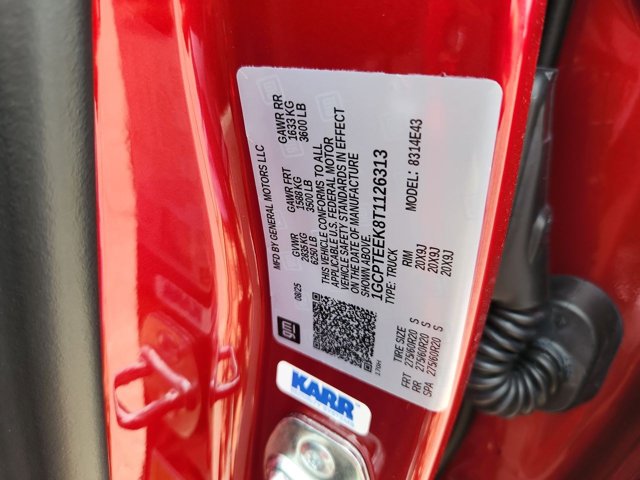 MFD BY GENERAL MOTORS LLC
08/25
GVWR
2835 KG
6250 LB
GAWR FRT
1588 KG
3500 LB
GAWR RR
1633 KG
3600 LB
THIS VEHICLE CONFORMS TO ALL
APPLICABLE U.S. FEDERAL MOTOR
VEHICLE SAFETY STANDARDS IN EFFECT
ON THE DATE OF MANUFACTURE
SHOWN ABOVE.
1GCPTEEK8T1126313
TYPE: TRUCK
MODEL: 8314E43
TIRE SIZE
RIM
FRT 275/60R20 S 20X9J
RR 275/60R20 S 20X9J
SPA 275/60R20 S 20X9J
gm
KARR